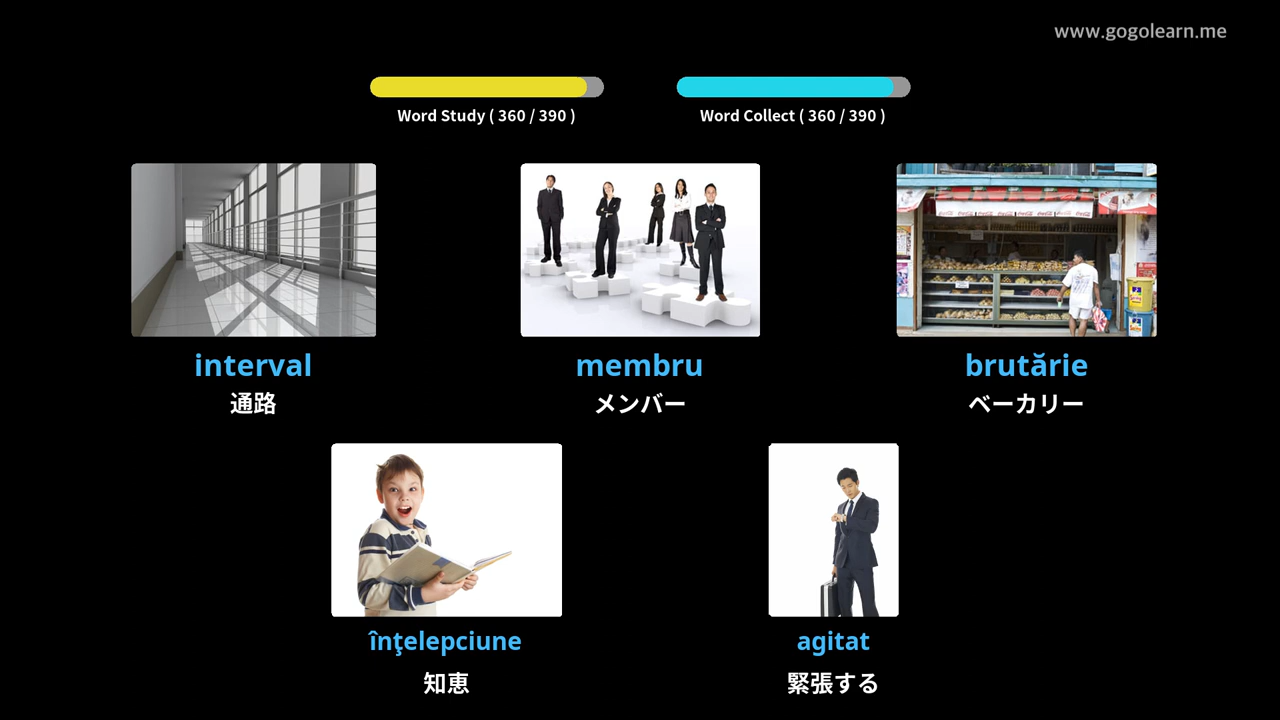 www.gogolearn.me
Word Study ( 360 / 390 )
Word Collect ( 360 / 390 )
interval
membru
brutărie
通路
メンバー
ベーカリー
înţelepciune
agitat
知恵
緊張する